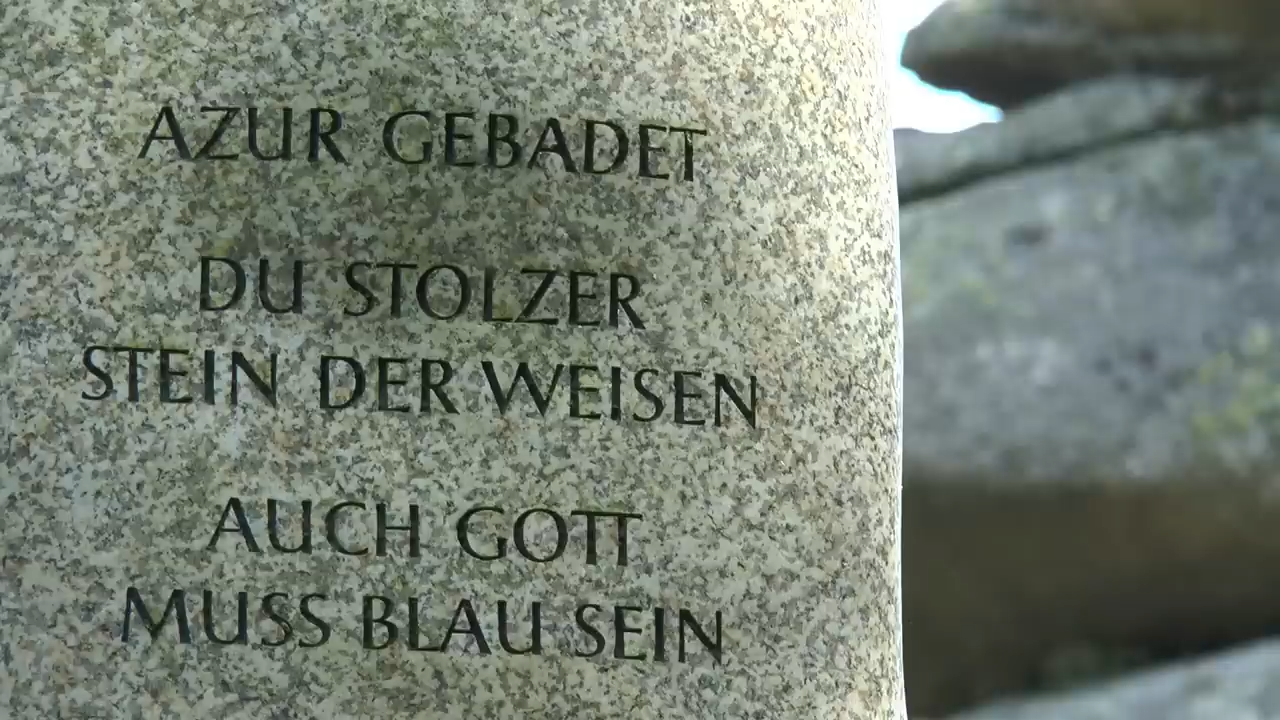 AZUR GEBADET
DU STOLZER
STEIN DER WEISEN
AUCH GOTT
MUSS BLAU SEIN